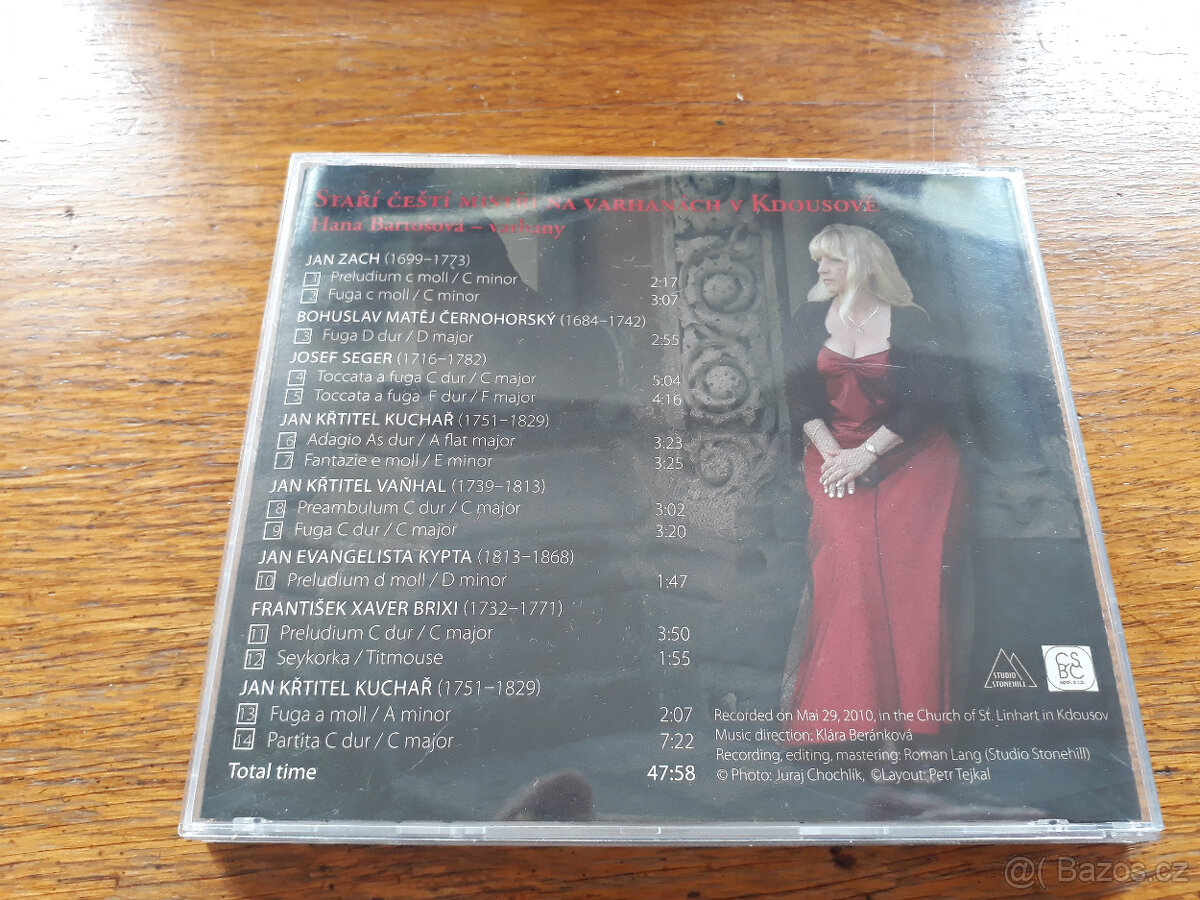 Staří čeští mistři na varhanách v Kdousově
Hana Bartošová – varhany
JAN ZACH (1699–1773)
1 Preludium c moll / C minor 2:17
2 Fuga c moll / C minor 3:07
BOHUSLAV MATĚJ ČERNOHORSKÝ (1684–1742)
3 Fuga D dur / D major 2:55
JOSEF SEGER (1716–1782)
4 Toccata a fuga C dur / C major 5:04
5 Toccata a fuga F dur / F major 4:16
JAN KŘTITEL KUCHAŘ (1751–1829)
6 Adagio As dur / A flat major 3:23
7 Fantazie e moll / E minor 3:25
JAN KŘTITEL VAŇHAL (1739–1813)
8 Preambulum C dur / C major 3:02
9 Fuga C dur / C major 3:20
JAN EVANGELISTA KYPTA (1813–1868)
10 Preludium d moll / D minor 1:47
FRANTIŠEK XAVER BRIXI (1732–1771)
11 Preludium C dur / C major 3:50
12 Seykorka / Titmouse 1:55
JAN KŘTITEL KUCHAŘ (1751–1829)
13 Fuga a moll / A minor 2:07
14 Partita C dur / C major 7:22
Total time 47:58
STUDIO
STONEHILL
spol. s r.o.
Recorded on Mai 29, 2010, in the Church of St. Linhart in Kdousov
Music direction: Klára Beránková
Recording, editing, mastering: Roman Lang (Studio Stonehill)
© Photo: Juraj Chochlík, ©Layout: Petr Tejkal
@( Bazos.cz